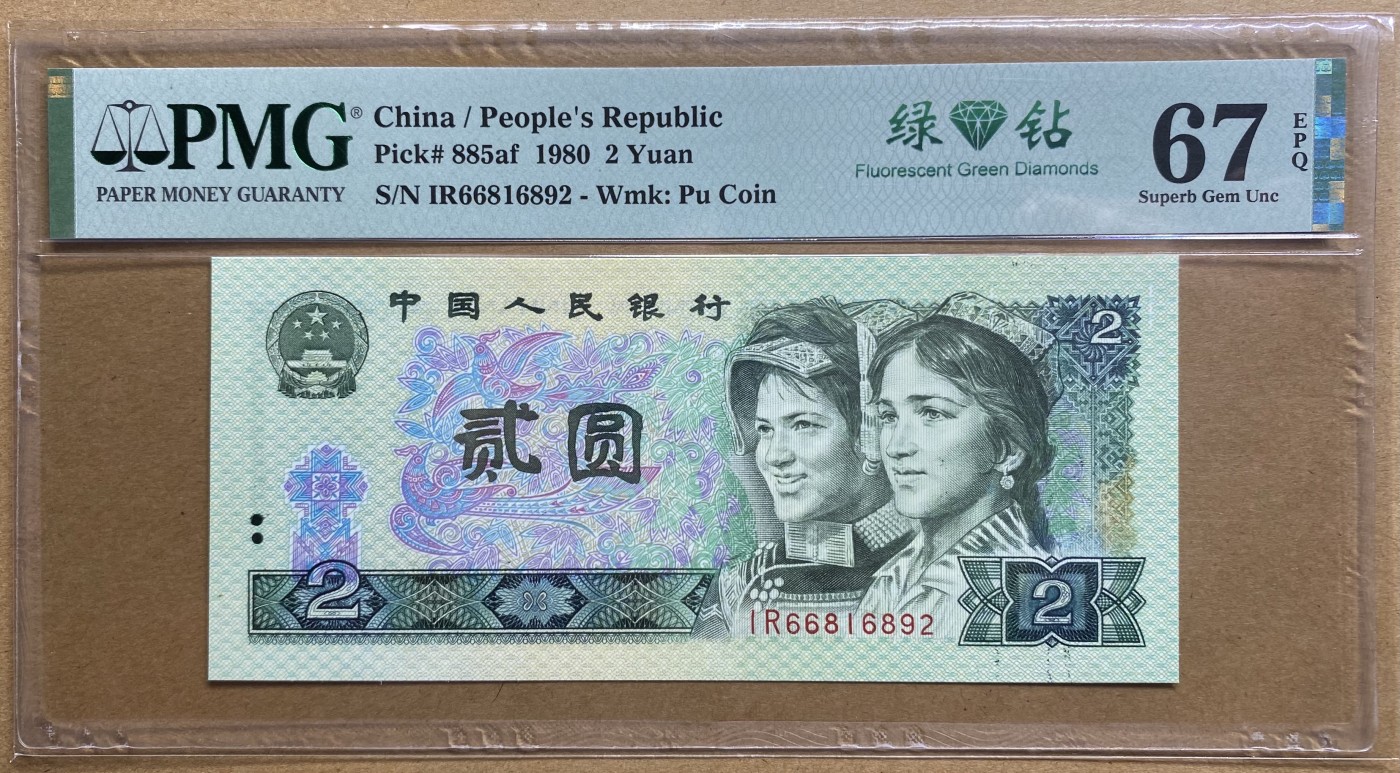 PMG®
PAPER MONEY GUARANTY
China / People's Republic
Pick# 885af 1980 2 Yuan
S/N IR66816892 - Wmk: Pu Coin
绿 钻
Fluorescent Green Diamonds
67
EPQ
Superb Gem Unc
中国人民银行
2
贰圆
2
IR66816892
2